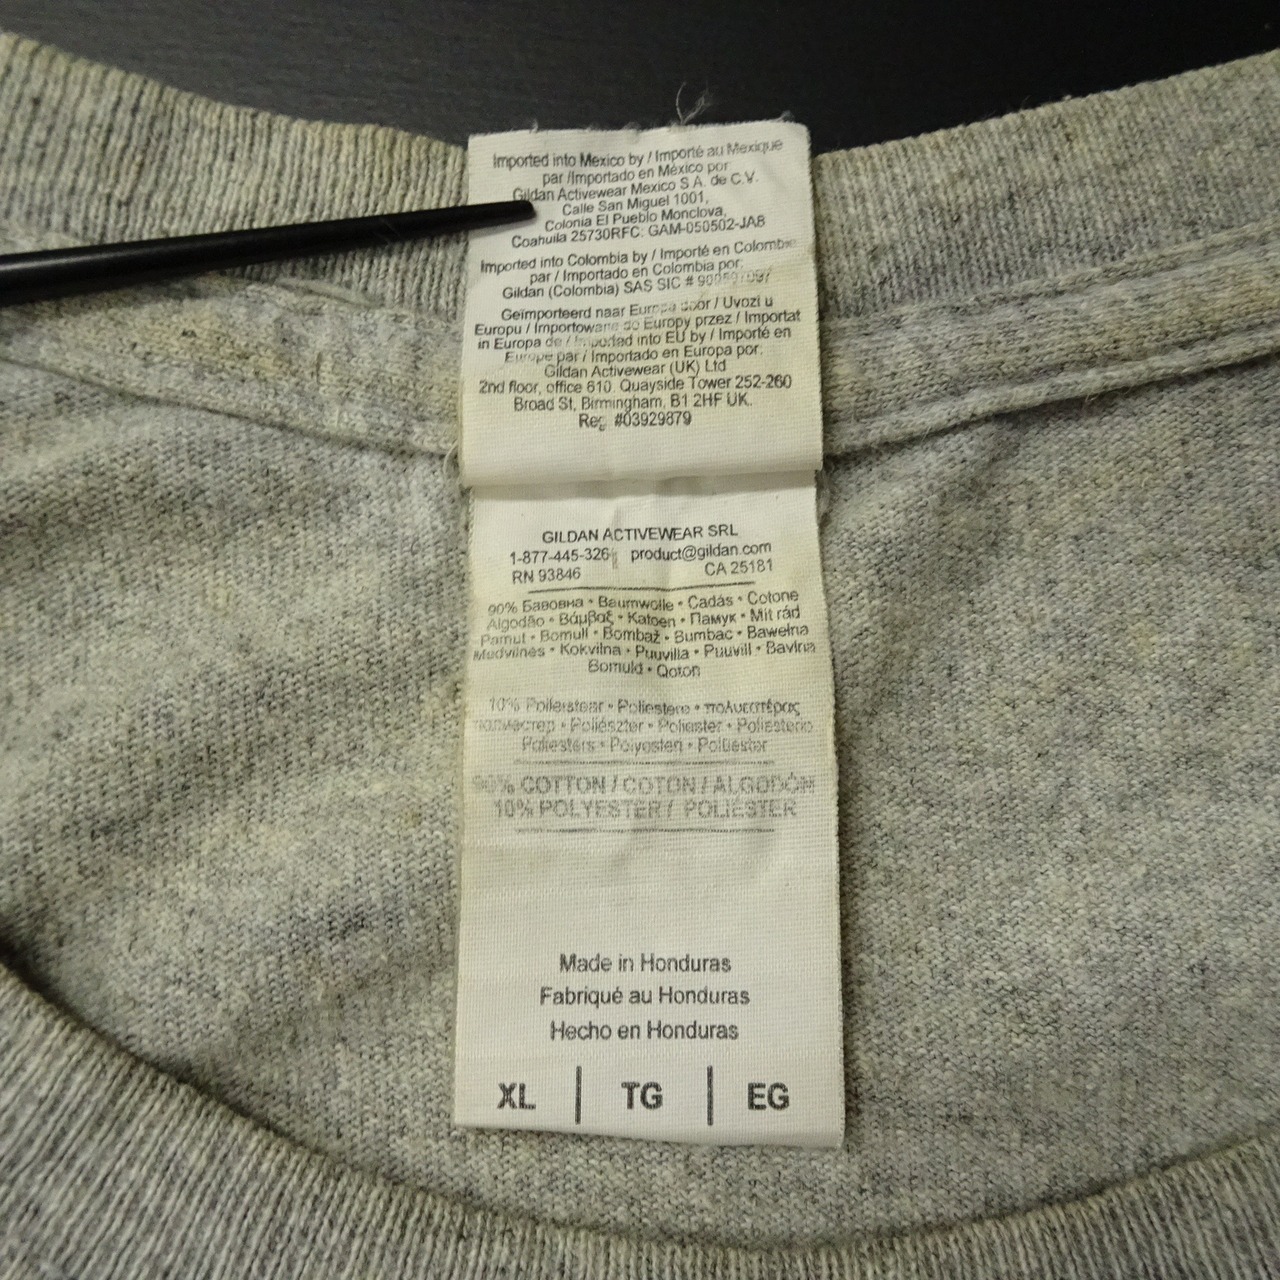 Imported into Mexico by / Importé au Mexique
par /Importado en México por
Gildan Activewear Mexico S A. de C.V.
Calle San Miguel 1001,
Colonia El Pueblo Monclova,
Coahuila 25730RFC: GAM-050502-JA8
Imported into Colombia by / Importé en Colombie
par / Importado en Colombia por:
Gildan (Colombia) SAS SIC #
Geïmporteerd naar Europa door / Uvozi u
Europu / Importowane do Europy przez / Importat
in Europa de / Imported into EU by / Importé en
Europe par / Importado en Europa por:
Gildan Activewear (UK) Ltd
2nd floor, office 610, Quayside Tower 252-260
Broad St, Birmingham, B1 2HF UK.
Reg #03929879
GILDAN ACTIVEWEAR SRL
1-877-445-326 product@gildan.com
RN 93846 CA 25181
90% Бавовна • Baumwolle • Cadás • Cotone
Algodão • Βάμβαξ • Katoen • Памук • Mit rád
Pamut • Bomull • Bombaž • Bumbac • Bawełna
Medvilnės • Kokvilna • Puuvilla • Puuvill • Bavlna
Bomuld • Qoton
10% Poileistear • Poliestere • πολυεστέρας
полиестер • Poliészter • Poliester • Poliesterio
Poliesters • Polyesteri • Polüester
90% COTTON / COTON / ALGODÓN
10% POLYESTER / POLIÉSTER
Made in Honduras
Fabriqué au Honduras
Hecho en Honduras
XL | TG | EG